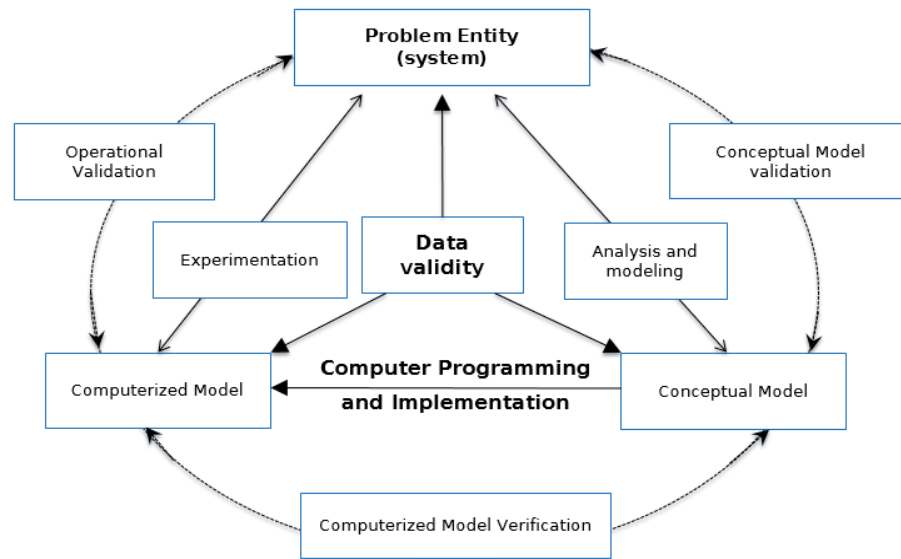 Problem Entity
(system)
Operational
Validation
Conceptual Model
validation
Experimentation
Data
validity
Analysis and
modeling
Computerized Model
Computer Programming
and Implementation
Conceptual Model
Computerized Model Verification